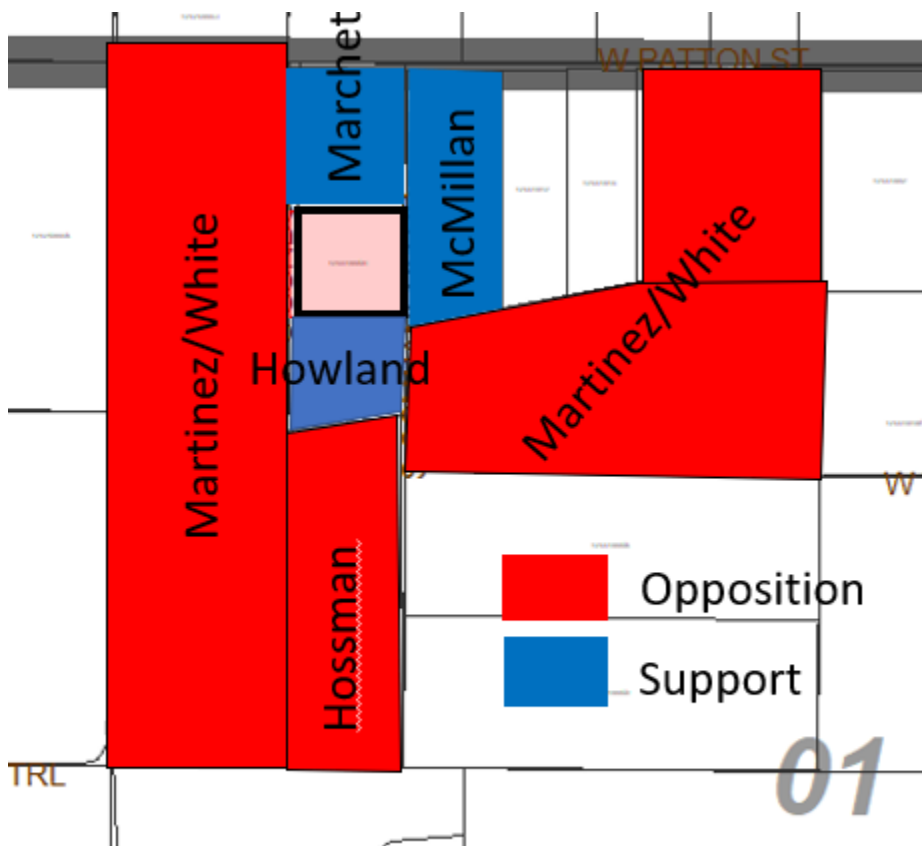 W PATTON ST
Marchet
McMillan
Martinez/White
Martinez/White
Howland
Hossman
W
Opposition
Support
01
TRL